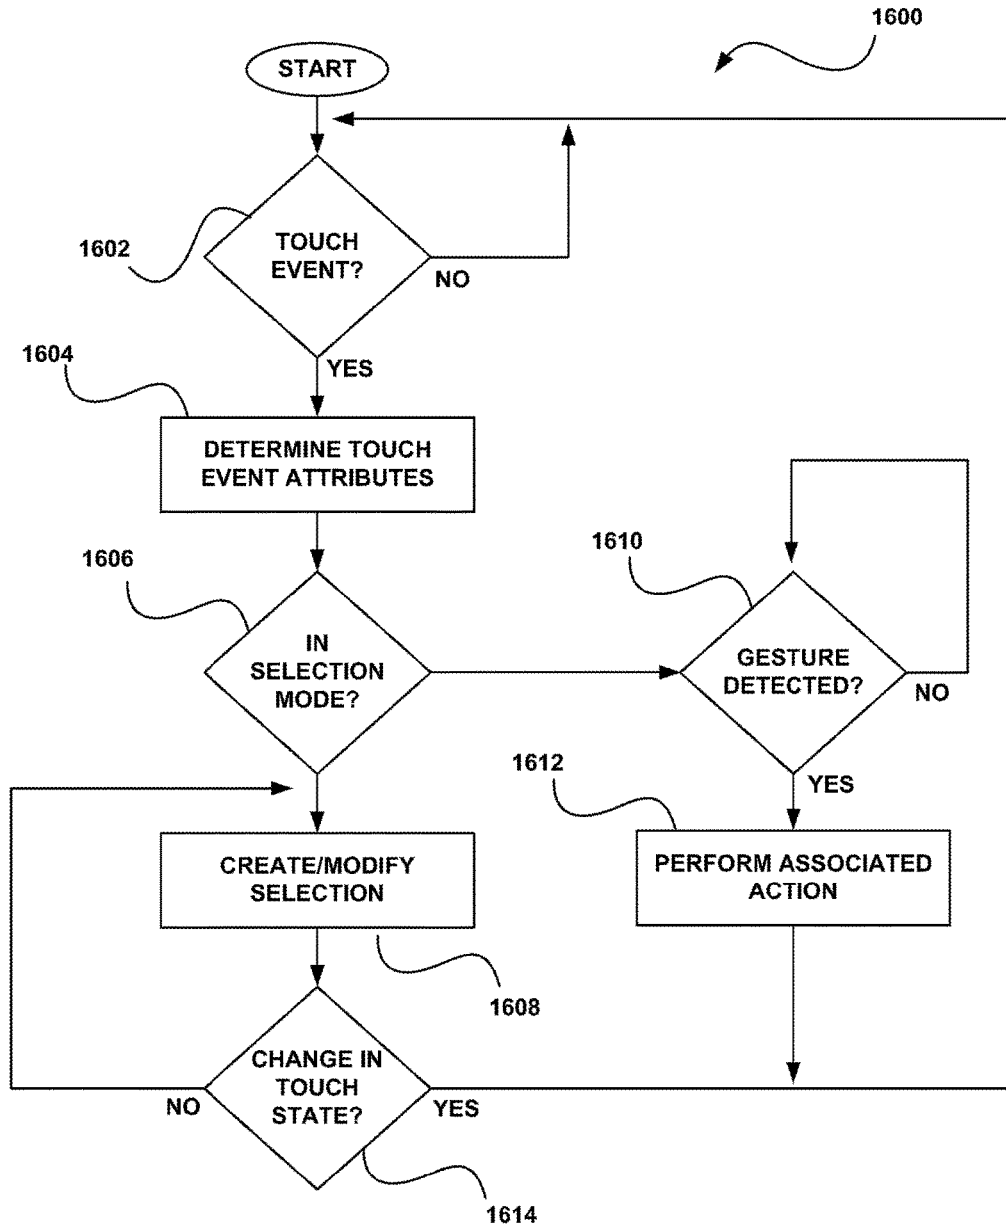 1600
START
1602
TOUCH
EVENT?
NO
YES
1604
DETERMINE TOUCH
EVENT ATTRIBUTES
1606
IN
SELECTION
MODE?
1610
GESTURE
DETECTED?
NO
YES
1612
PERFORM ASSOCIATED
ACTION
CREATE/MODIFY
SELECTION
1608
CHANGE IN
TOUCH
STATE?
NO
YES
1614